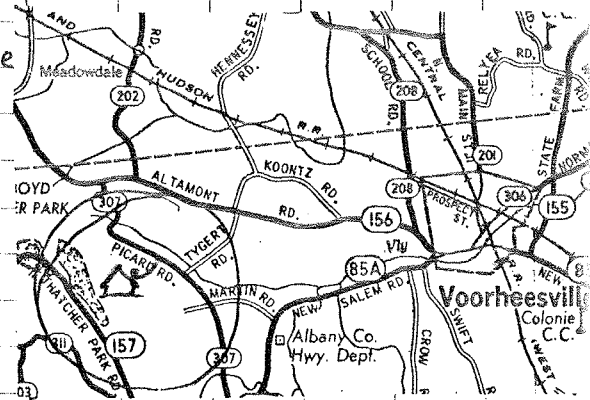 AND
HUDSON
R.R.
RD.
HENNESSEY
RD.
Meadowdale
202
SCHOOL
RD.
208
CENTRAL
MAIN
ST.
201
RELYEA
RD.
C.C.
STATE
FARM
KOONTZ
RD.
ALTAMONT
RD.
307
208
PROSPECT
ST.
306
155
156
PICARD RD.
TYGERT
RD.
85A
MARTIN RD
NEW
SALEM RD.
NEW
R.R.
Voorheesvill
Colonie
C.C.
THATCHER PARK RD
311
157
307
Albany Co.
Hwy. Dept.
CROW
SWIFT
WEST
03